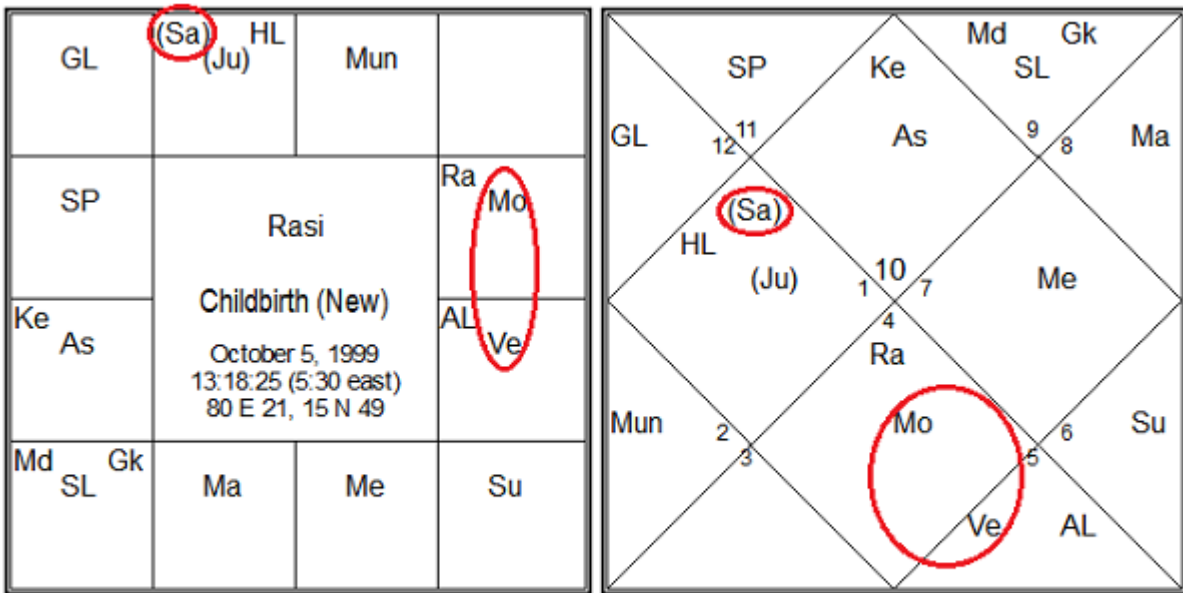 GL
(Sa) HL
(Ju)
Mun
SP
Rasi
Ra
Mo
Childbirth (New)
October 5, 1999
13:18:25 (5:30 east)
80 E 21, 15 N 49
Ke
As
AL
Ve
Md Gk
SL
Ma
Me
Su
Md Gk
SP Ke SL
11 9
GL 12 As 8 Ma
(Sa)
HL
10
(Ju) 1 7 Me
4
Ra
Mun 2 Mo 6 Su
3 5
Ve AL